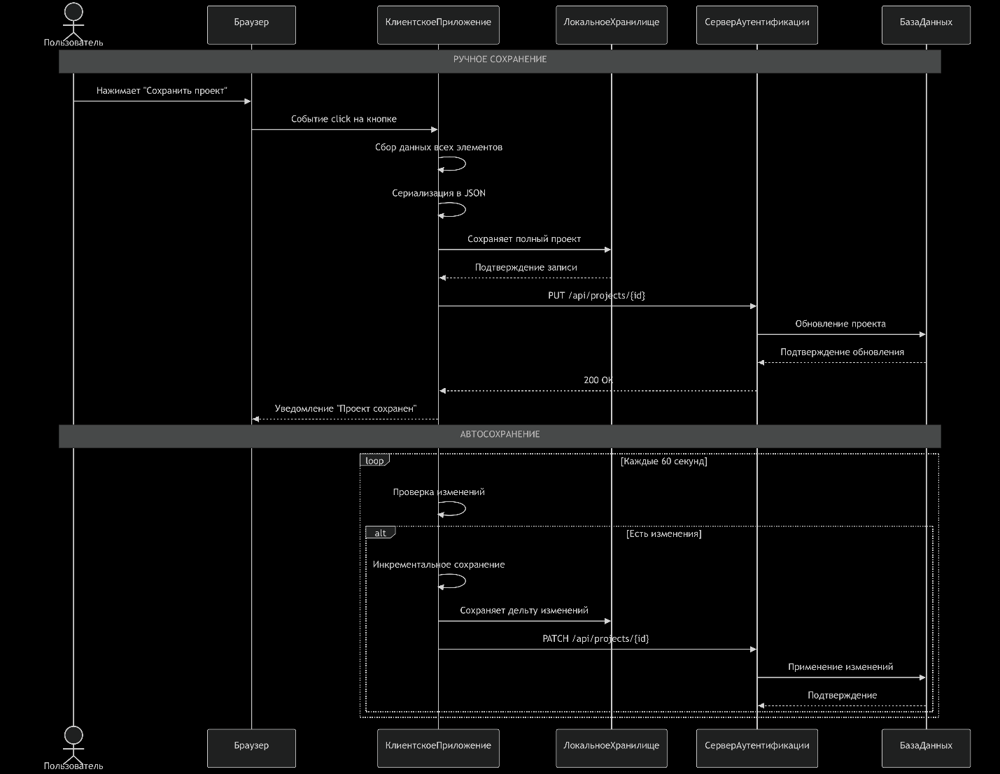 Пользователь
Браузер
КлиентскоеПриложение
ЛокальноеХранилище
СерверАутентификации
БазаДанных
РУЧНОЕ СОХРАНЕНИЕ
Нажимает "Сохранить проект"
Событие click на кнопке
Сбор данных всех элементов
Сериализация в JSON
Сохраняет полный проект
Подтверждение записи
PUT /api/projects/{id}
Обновление проекта
Подтверждение обновления
200 OK
Уведомление "Проект сохранен"
АВТОСОХРАНЕНИЕ
loop
[Каждые 60 секунд]
Проверка изменений
alt
[Есть изменения]
Инкрементальное сохранение
Сохраняет дельту изменений
PATCH /api/projects/{id}
Применение изменений
Подтверждение
Пользователь
Браузер
КлиентскоеПриложение
ЛокальноеХранилище
СерверАутентификации
БазаДанных